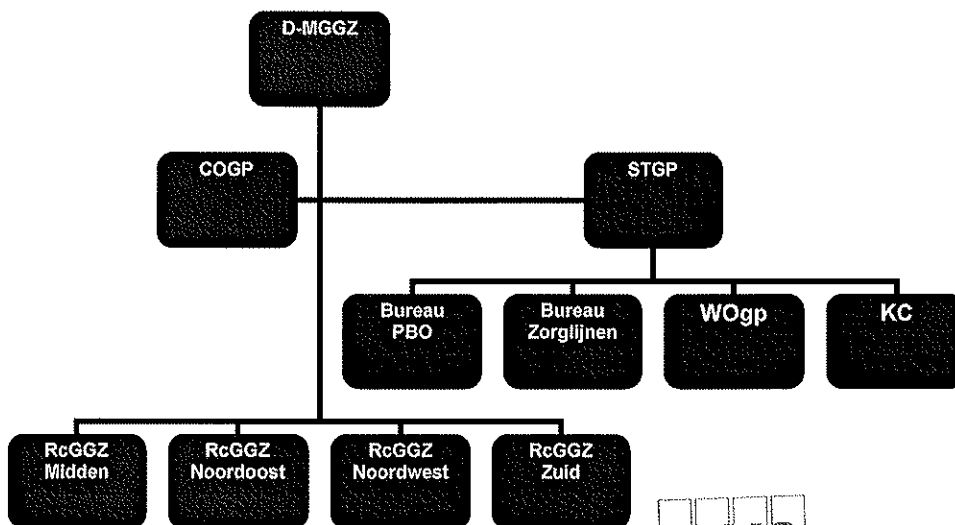 D-MGGZ
COGP
STGP
Bureau
PBO
Bureau
Zorglijnen
WOgp
KC
RcGGZ
Midden
RcGGZ
Noordoost
RcGGZ
Noordwest
RcGGZ
Zuid